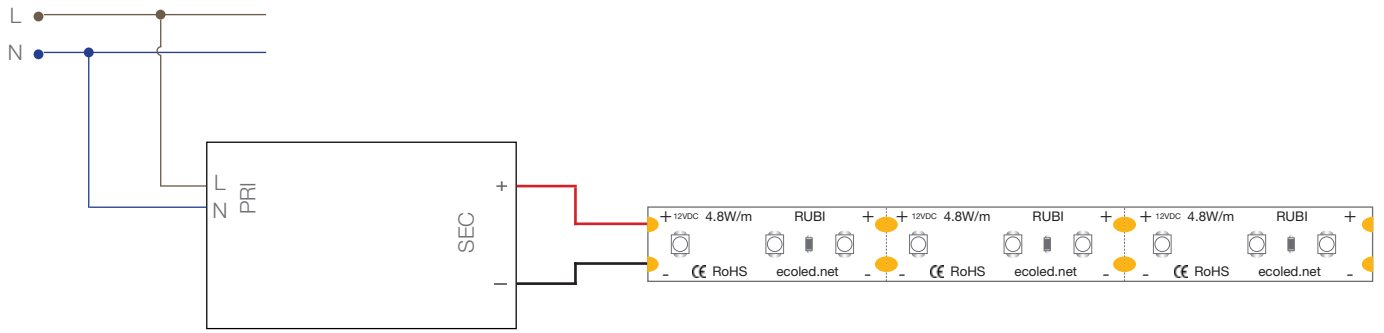 L
N
L
N
PRI
SEC
+
–
+ 12VDC 4.8W/m RUBI +
- CE RoHS ecoled.net -
+ 12VDC 4.8W/m RUBI +
- CE RoHS ecoled.net -
+ 12VDC 4.8W/m RUBI +
- CE RoHS ecoled.net -